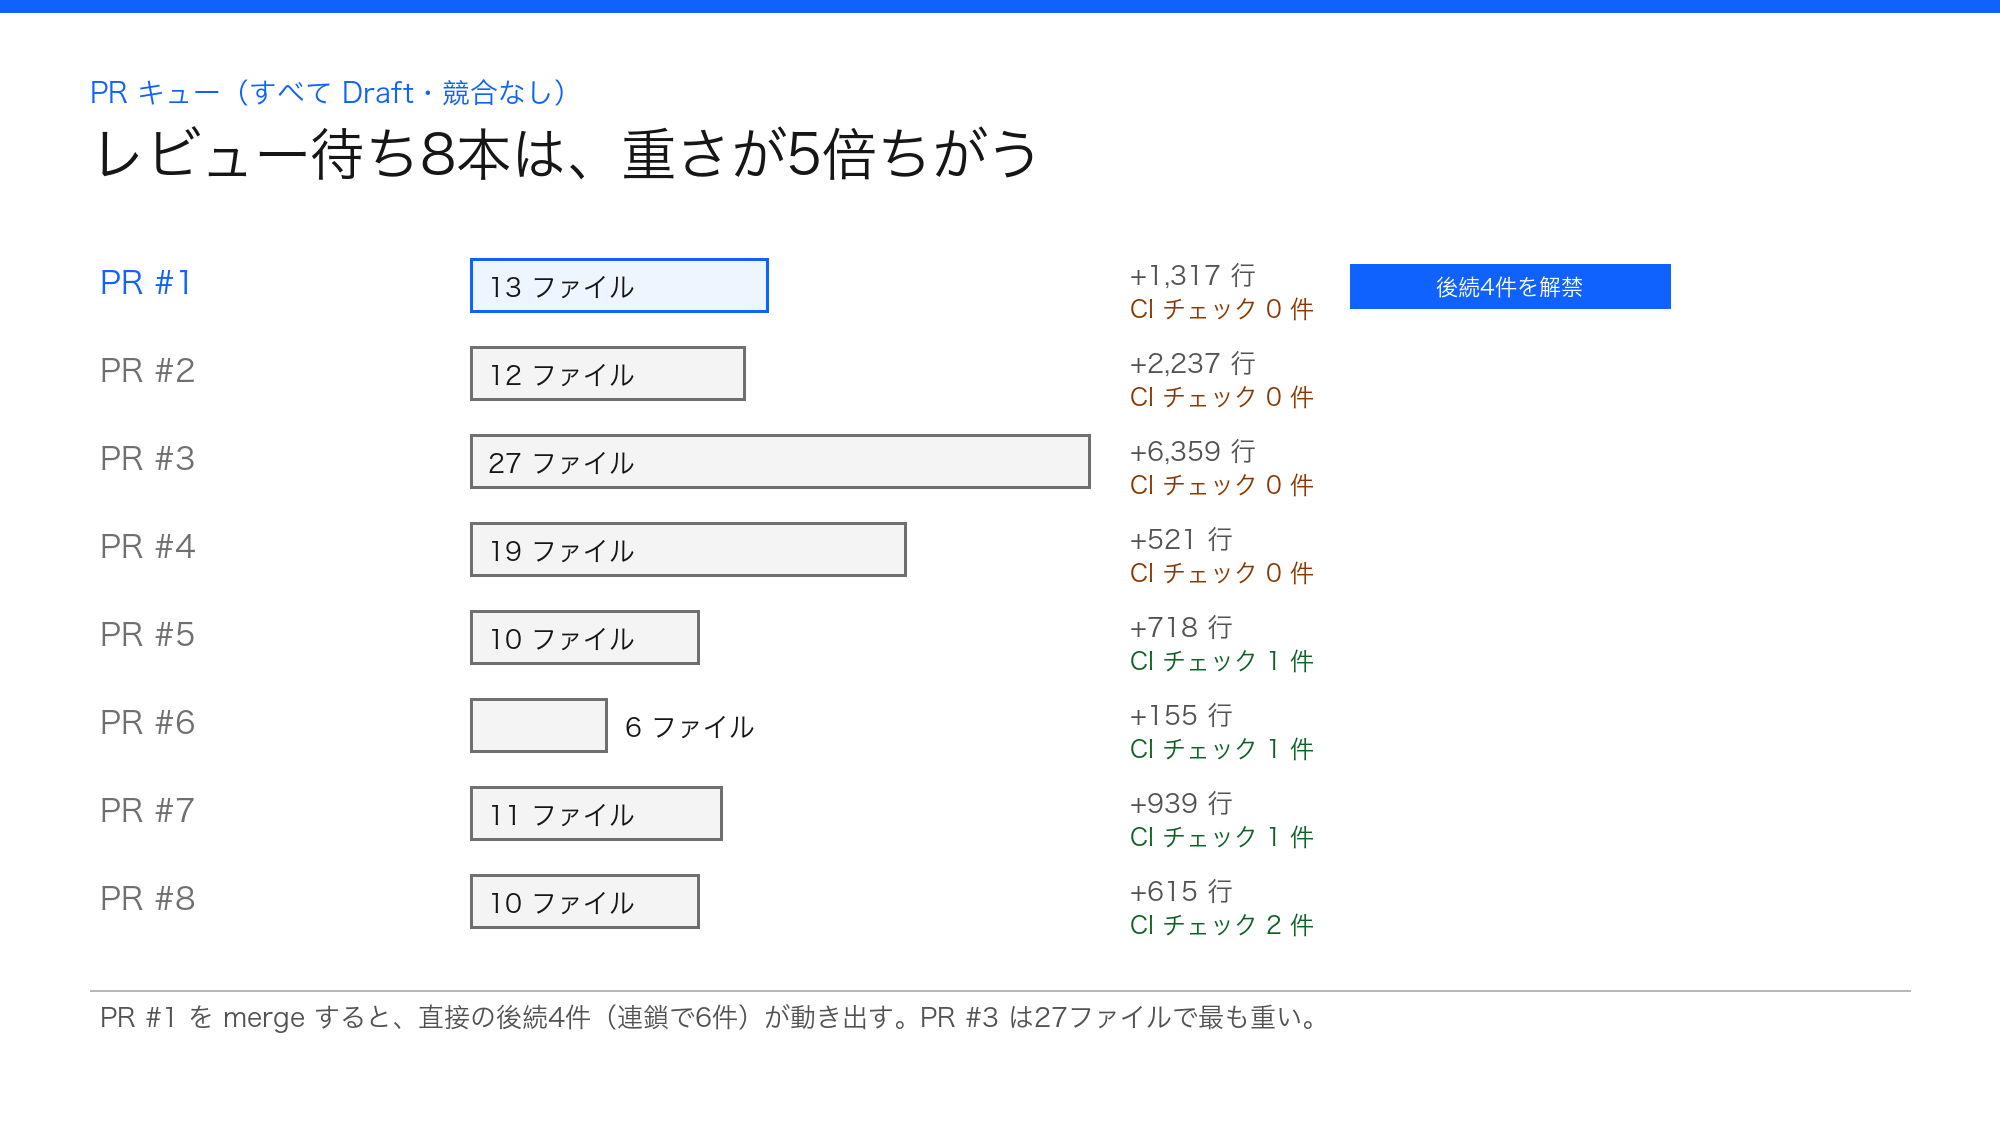 PR キュー（すべて Draft・競合なし）
レビュー待ち8本は、重さが5倍ちがう
PR #1
13 ファイル
+1,317 行
CI チェック 0 件
後続4件を解禁
PR #2
12 ファイル
+2,237 行
CI チェック 0 件
PR #3
27 ファイル
+6,359 行
CI チェック 0 件
PR #4
19 ファイル
+521 行
CI チェック 0 件
PR #5
10 ファイル
+718 行
CI チェック 1 件
PR #6
6 ファイル
+155 行
CI チェック 1 件
PR #7
11 ファイル
+939 行
CI チェック 1 件
PR #8
10 ファイル
+615 行
CI チェック 2 件
PR #1 を merge すると、直接の後続4件（連鎖で6件）が動き出す。PR #3 は27ファイルで最も重い。